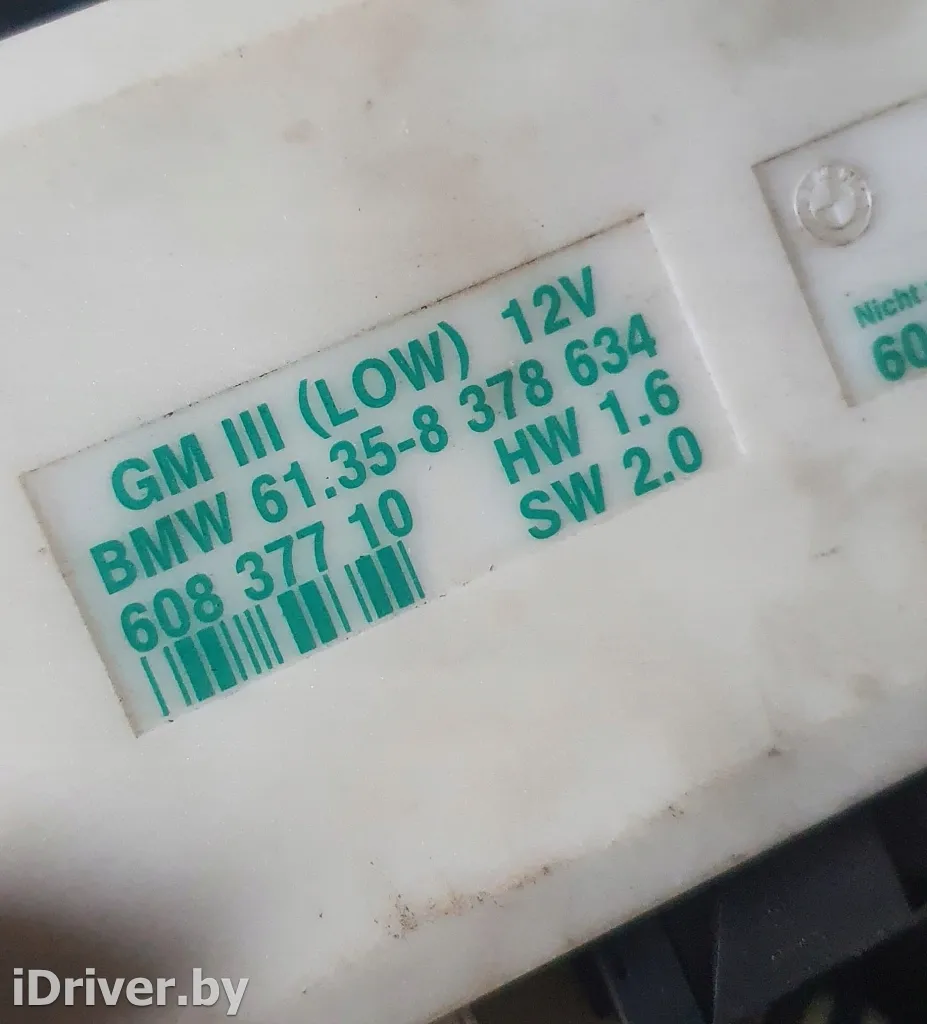 GM III (LOW) 12V
BMW 61.35-8 378 634
608 377 10 HW 1.6
SW 2.0
Nicht
60
iDriver.by